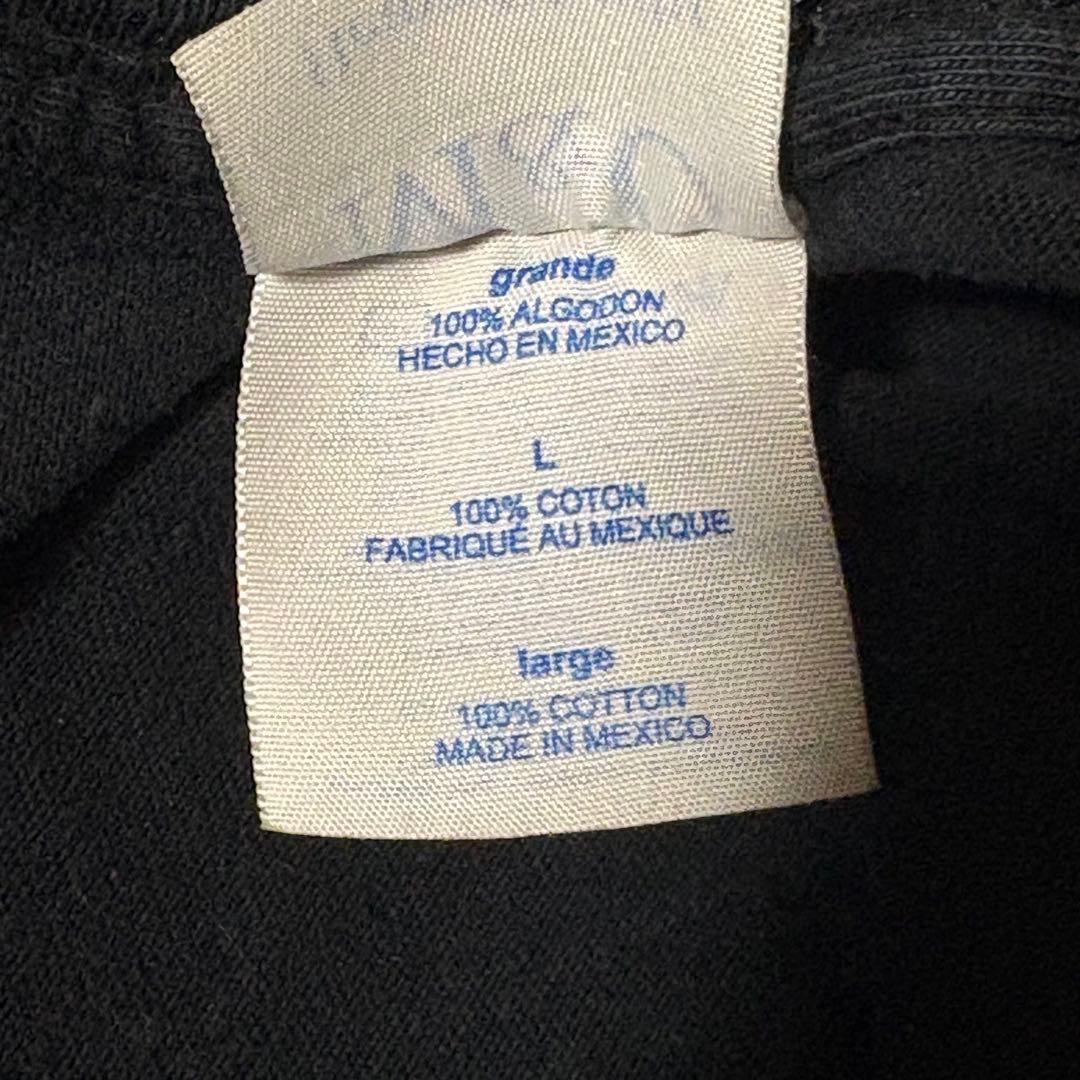 grande
100% ALGODON
HECHO EN MEXICO
L
100% COTON
FABRIQUÉ AU MEXIQUE
large
100% COTTON
MADE IN MEXICO